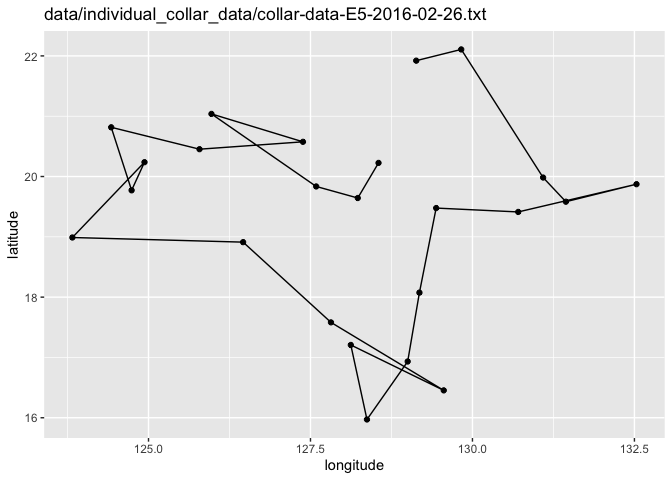 data/individual_collar_data/collar-data-E5-2016-02-26.txt
22
20
18
16
latitude
125.0 127.5 130.0 132.5
longitude